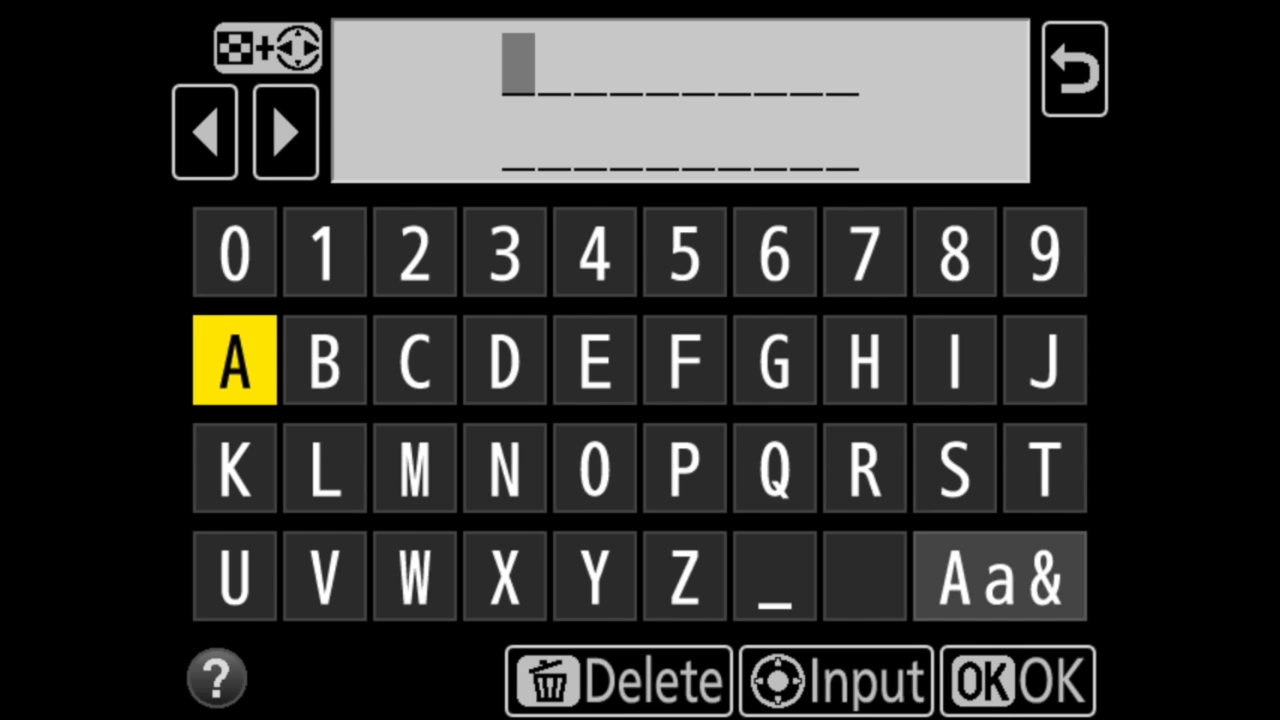 0 1 2 3 4 5 6 7 8 9
A B C D E F G H I J
K L M N O P Q R S T
U V W X Y Z _ Aa&
? Delete Input OK OK